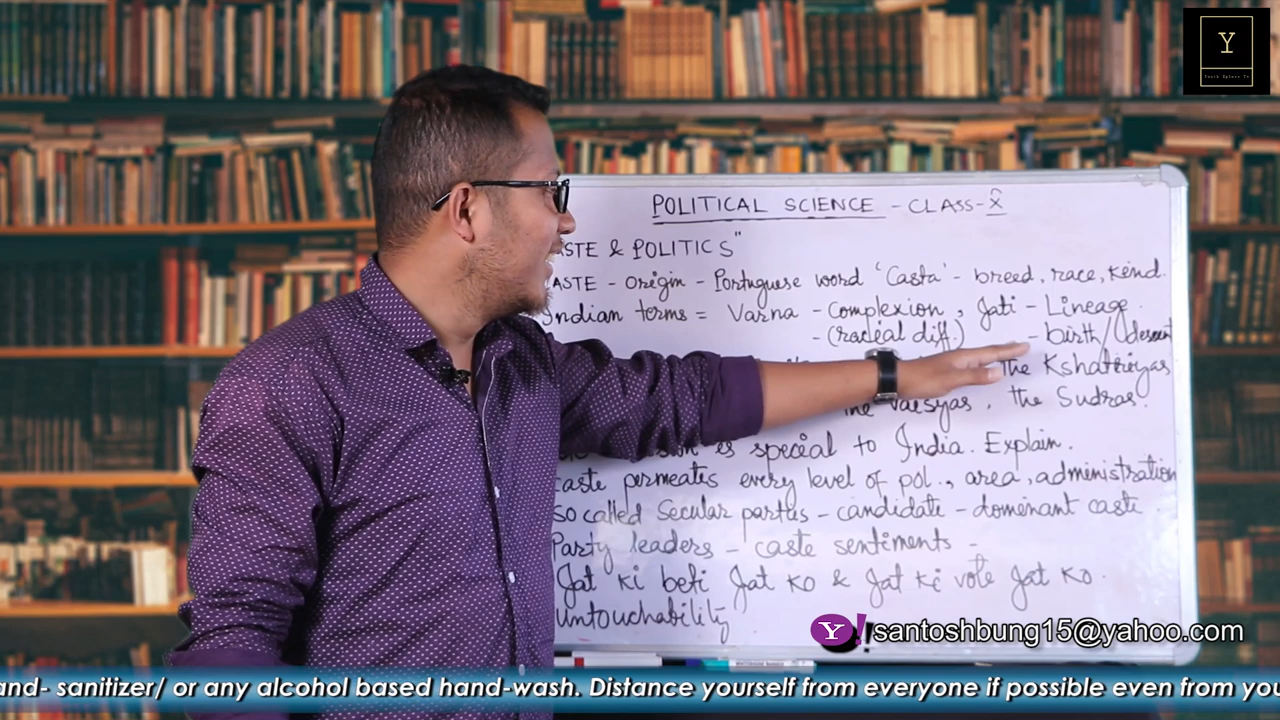 Y
POLITICAL SCIENCE - CLASS - X
STE & POLITICS"
ASTE - Origin - Portuguese word 'Casta' - breed, race, kind.
Indian terms = Varna - Complexion, Jati - Lineage
- (racial diff.) - birth/descent
the Kshatriyas
the Vaisyas, the Sudras.
is special to India. Explain.
caste permeates every level of pol., area, administration
so called Secular parties - candidate - dominant caste
Party leaders - caste sentiments -
Jat ki beti Jat ko & Jat ki vote Jat ko.
Untouchability
Y! santoshbung15@yahoo.com
and- sanitizer/ or any alcohol based hand-wash. Distance yourself from everyone if possible even from you